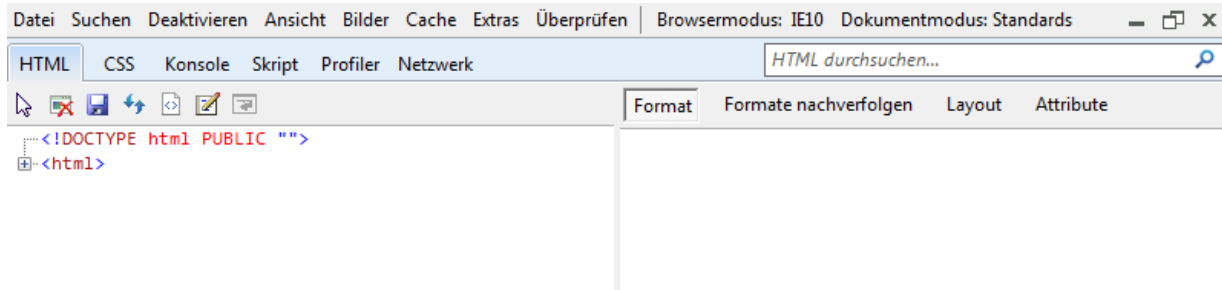 Datei Suchen Deaktivieren Ansicht Bilder Cache Extras Überprüfen Browsermodus: IE10 Dokumentmodus: Standards
HTML CSS Konsole Skript Profiler Netzwerk HTML durchsuchen...
Format Formate nachverfolgen Layout Attribute
<!DOCTYPE html PUBLIC "">
<html>